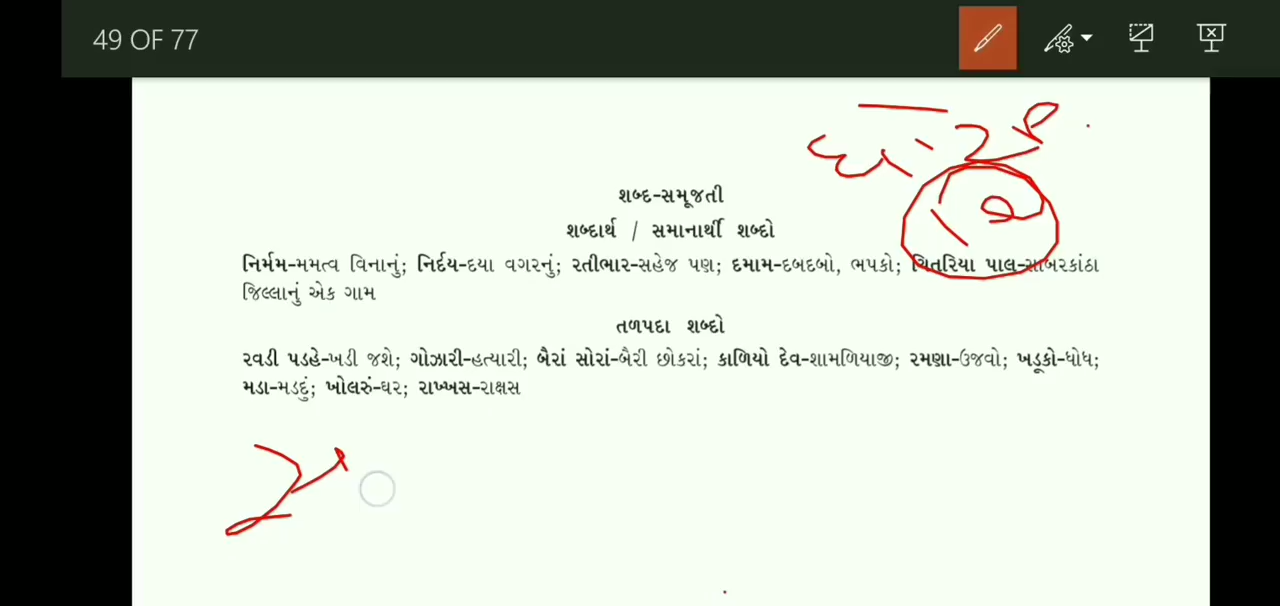 49 OF 77
શબ્દ-સમૂજતી
શબ્દાર્થ / સમાનાર્થી શબ્દો
નિર્મમ-મમત્વ વિનાનું; નિર્દય-દયા વગરનું; રતીભાર-સહેજ પણ; દમામ-દબદબો, ભપકો; ચિતરિયા પાલ-સાબરકાંઠા
જિલ્લાનું એક ગામ
તળપદા શબ્દો
રવડી પડહે-ખડી જશે; ગોઝારી-હત્યારી; બૈરાં સોરાં-બૈરી છોકરાં; કાળિયો દેવ-શામળિયાજી; રમણા-ઉજવો; ખડૂકો-ધોધ;
મડા-મડદું; ખોલરું-ઘર; રાખ્ખસ-રાક્ષસ